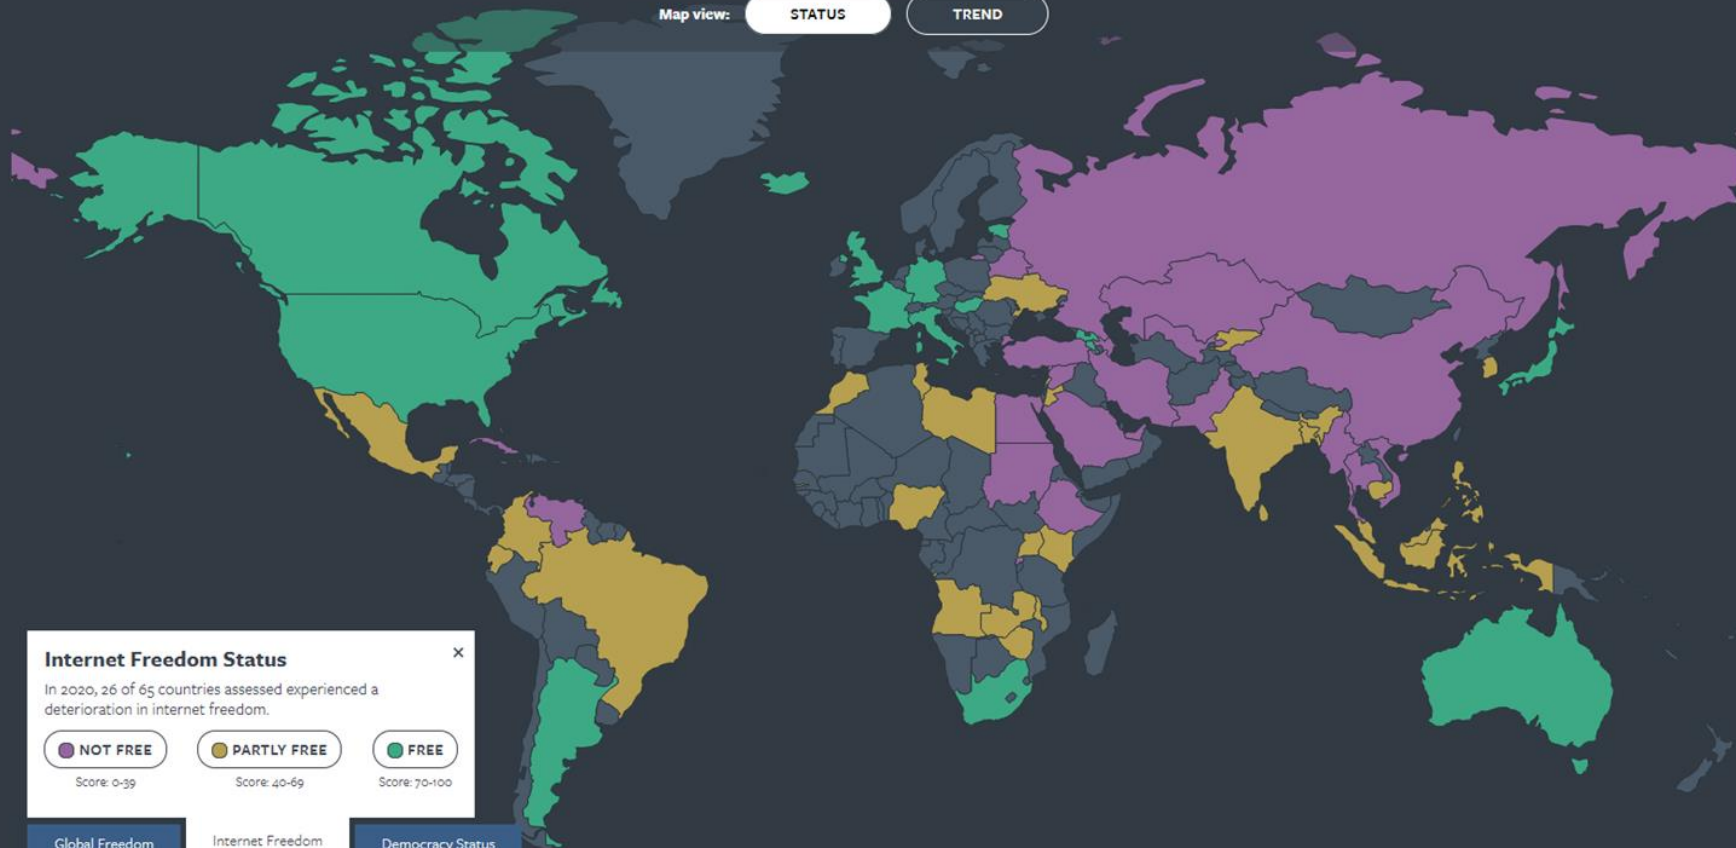 Map view: STATUS TREND
Internet Freedom Status ×
In 2020, 26 of 65 countries assessed experienced a
deterioration in internet freedom.
NOT FREE PARTLY FREE FREE
Score: 0-39 Score: 40-69 Score: 70-100
Global Freedom Internet Freedom Democracy Status